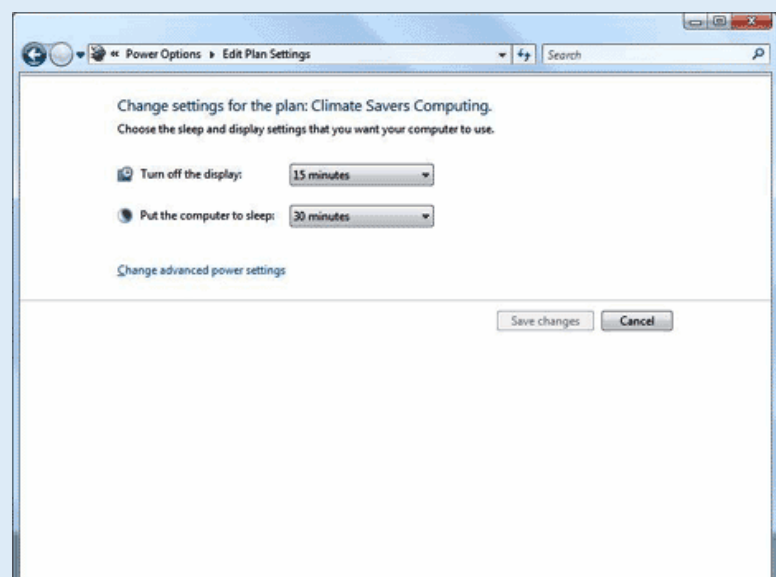 « Power Options ▸ Edit Plan Settings
Search
Change settings for the plan: Climate Savers Computing.
Choose the sleep and display settings that you want your computer to use.
Turn off the display: 15 minutes
Put the computer to sleep: 30 minutes
Change advanced power settings
Save changes Cancel